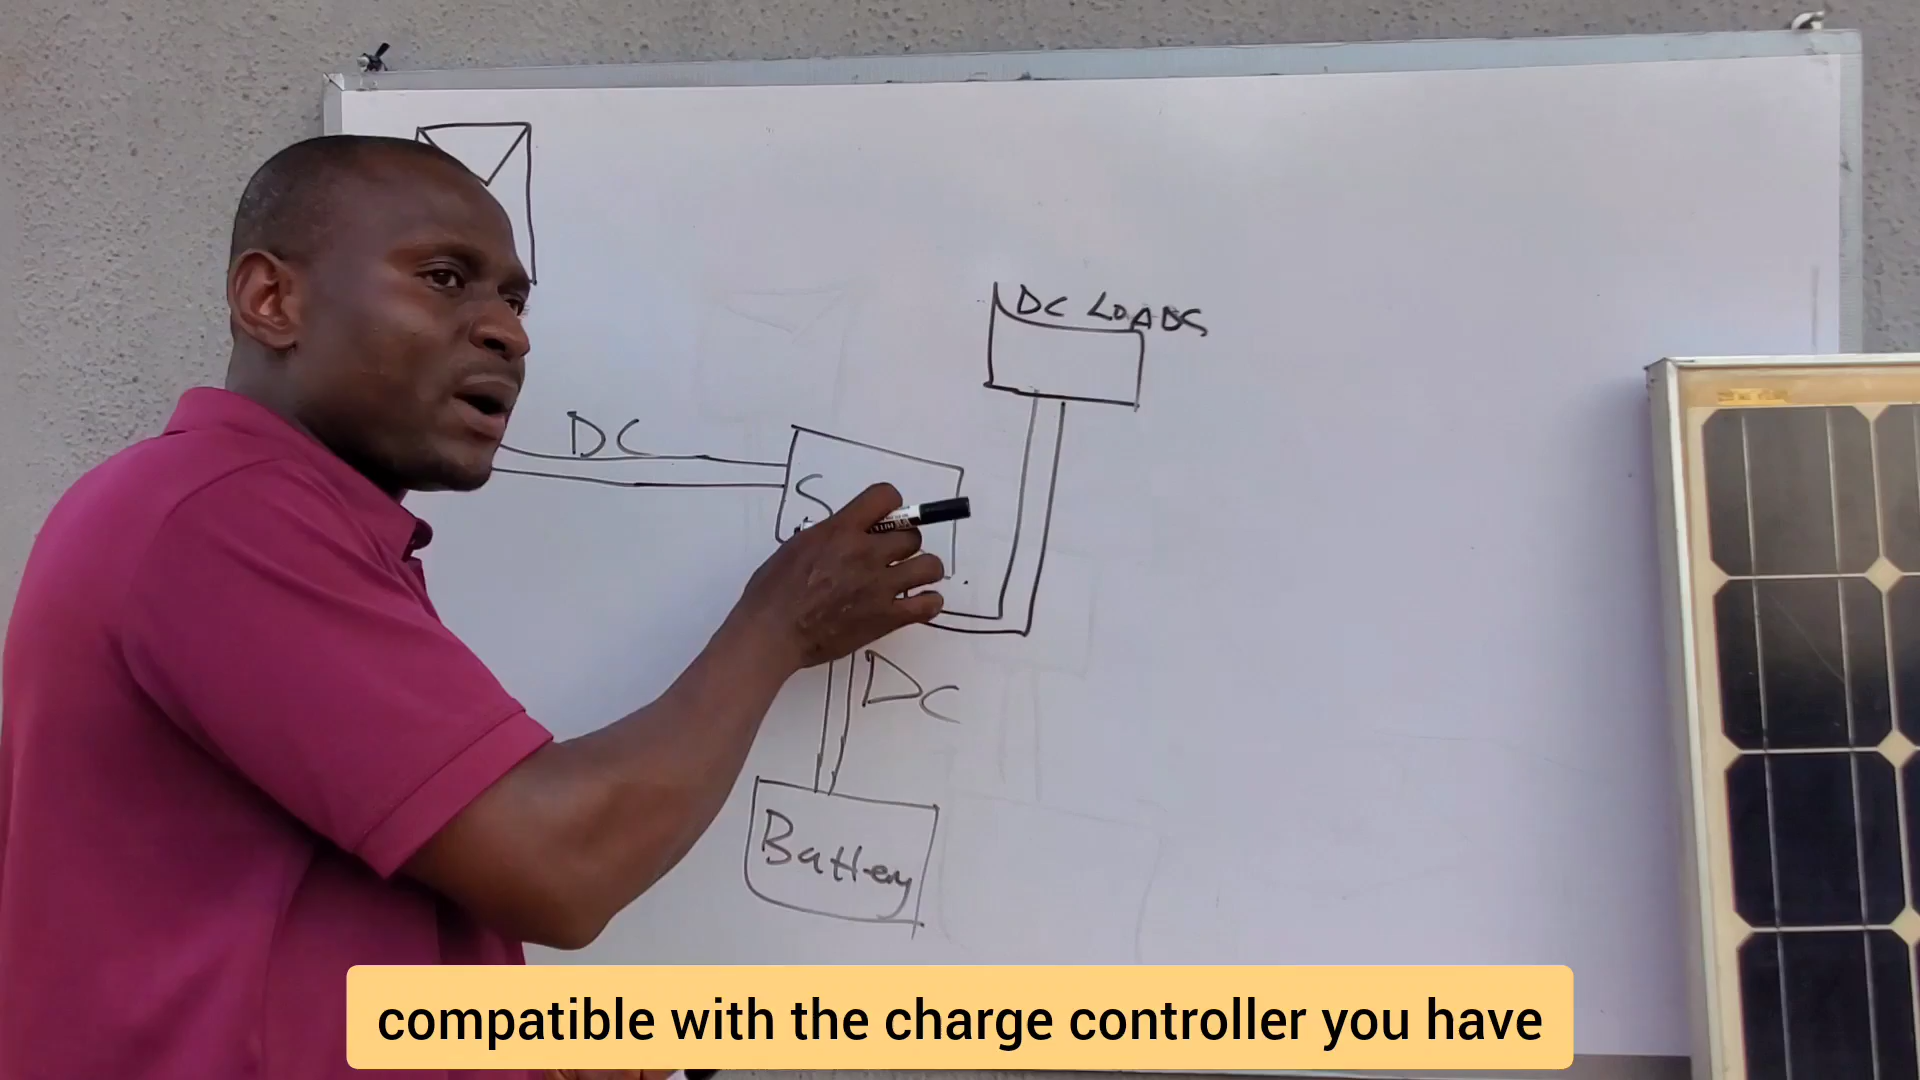 DC LOADS
DC
S
DC
Battery
compatible with the charge controller you have